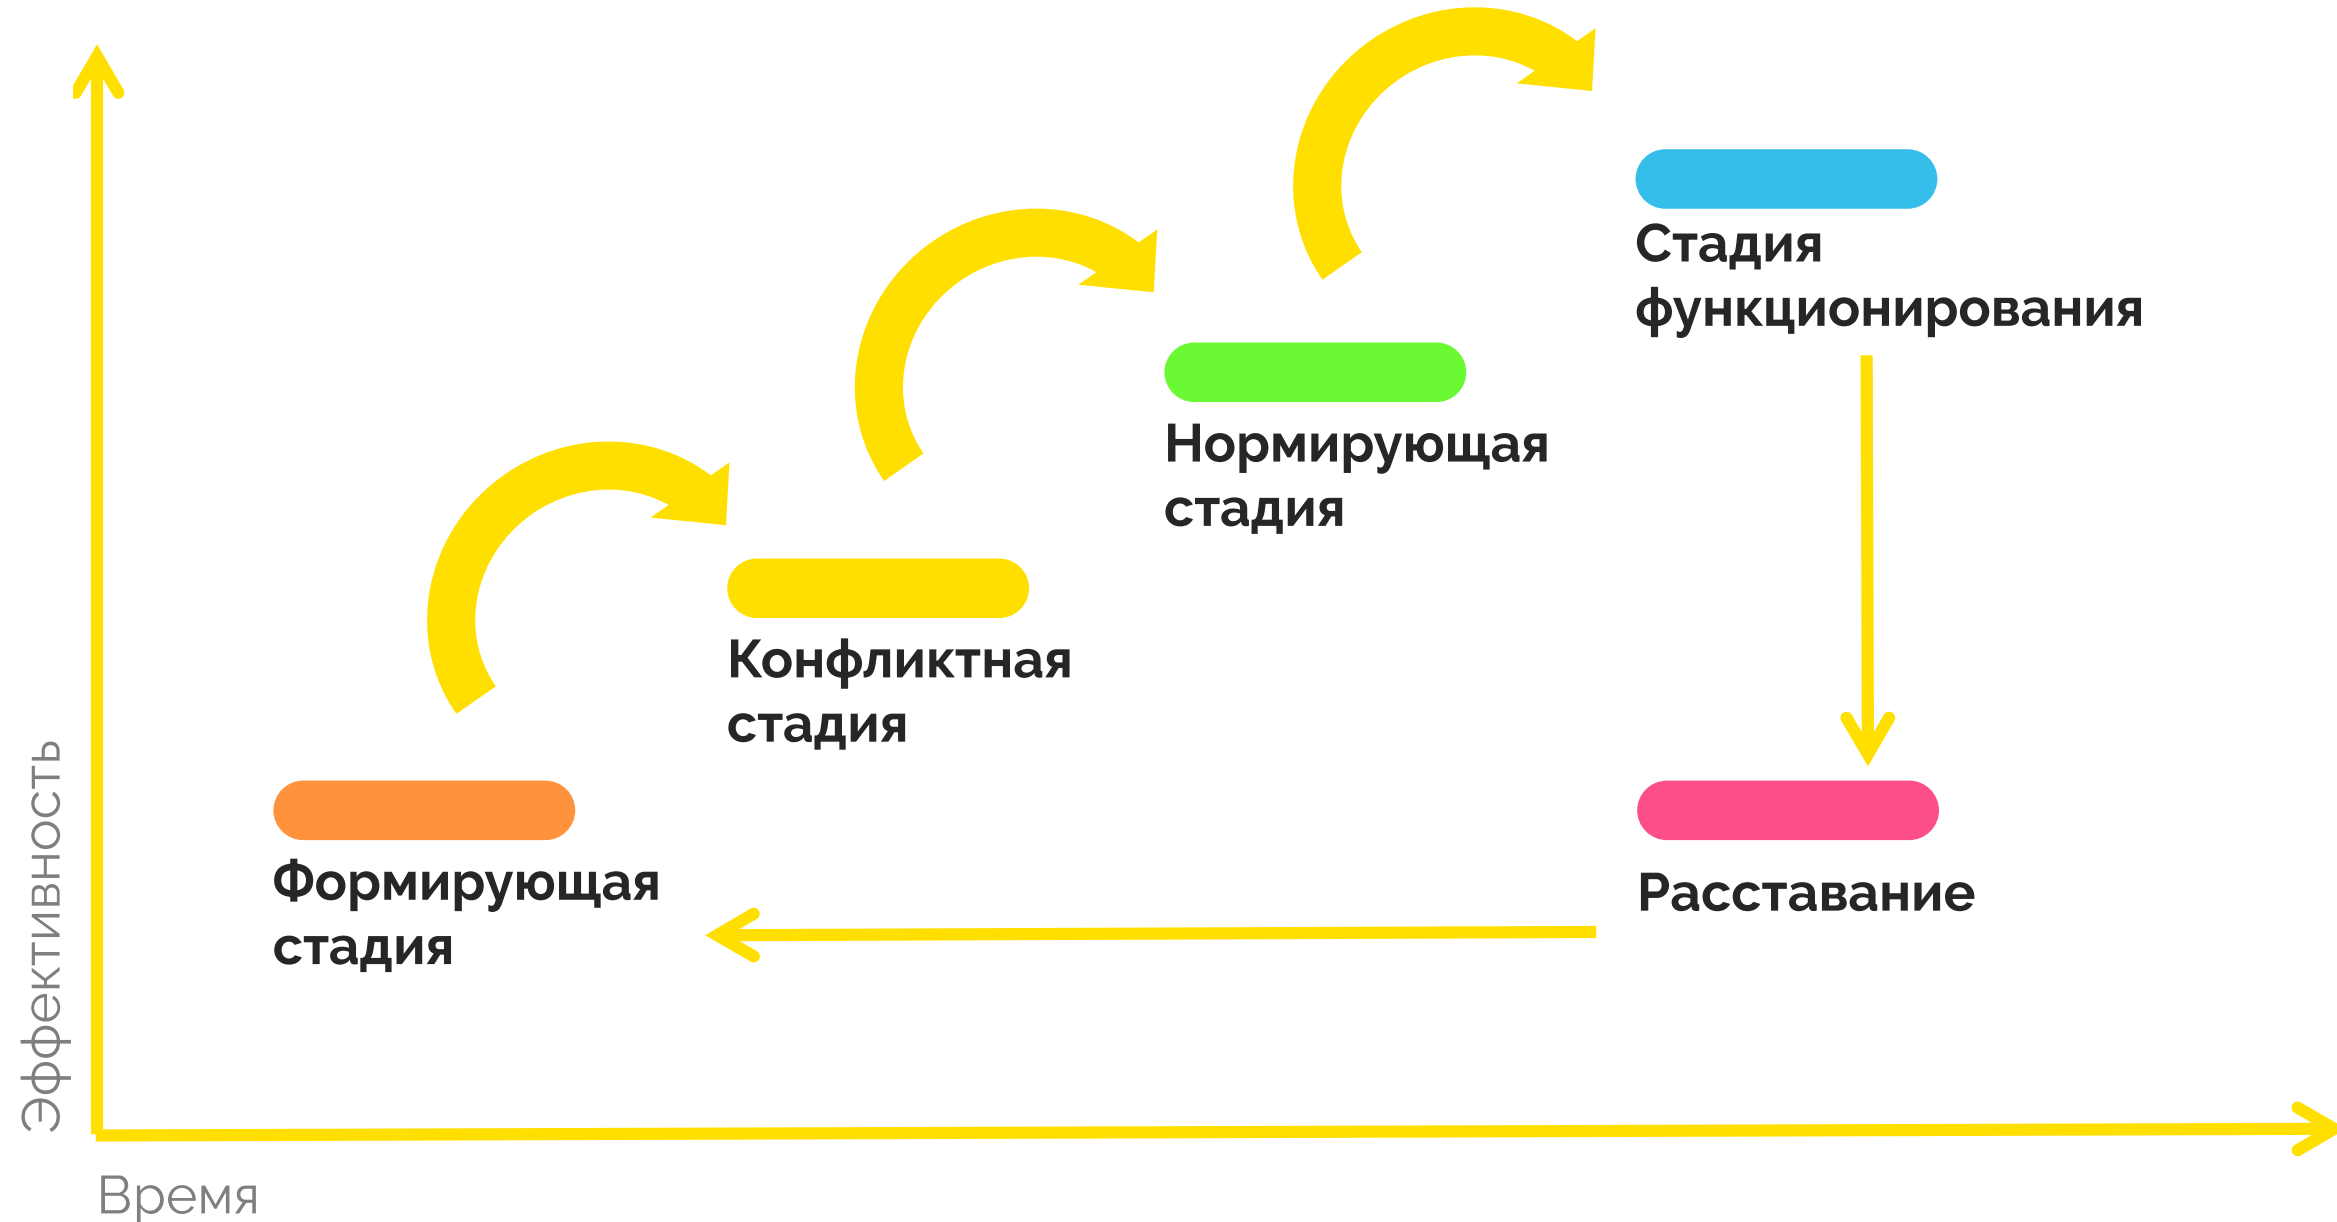 Стадия
функционирования
Нормирующая
стадия
Конфликтная
стадия
Формирующая
стадия
Расставание
Эффективность
Время